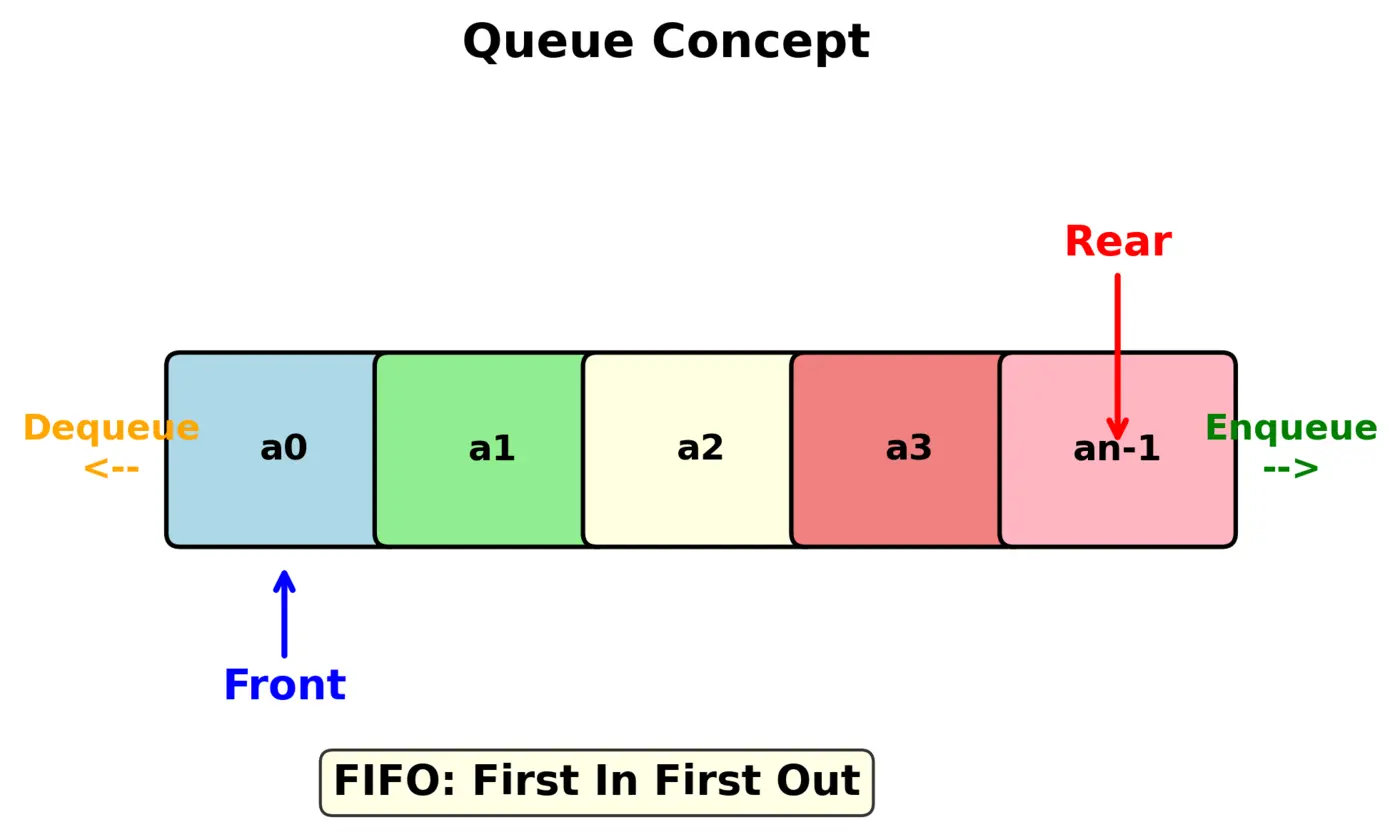 Queue Concept
Rear
Dequeue
<--
a0
a1
a2
a3
an-1
Enqueue
-->
Front
FIFO: First In First Out